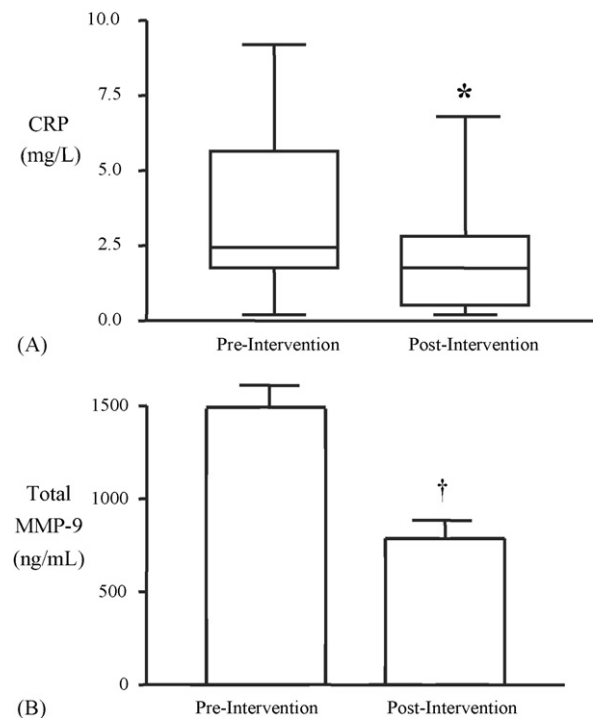 10.0
7.5
CRP
(mg/L)
5.0
2.5
0.0
*
(A)
Pre-Intervention Post-Intervention
1500
Total
MMP-9
(ng/mL)
1000
500
0
†
(B)
Pre-Intervention Post-Intervention